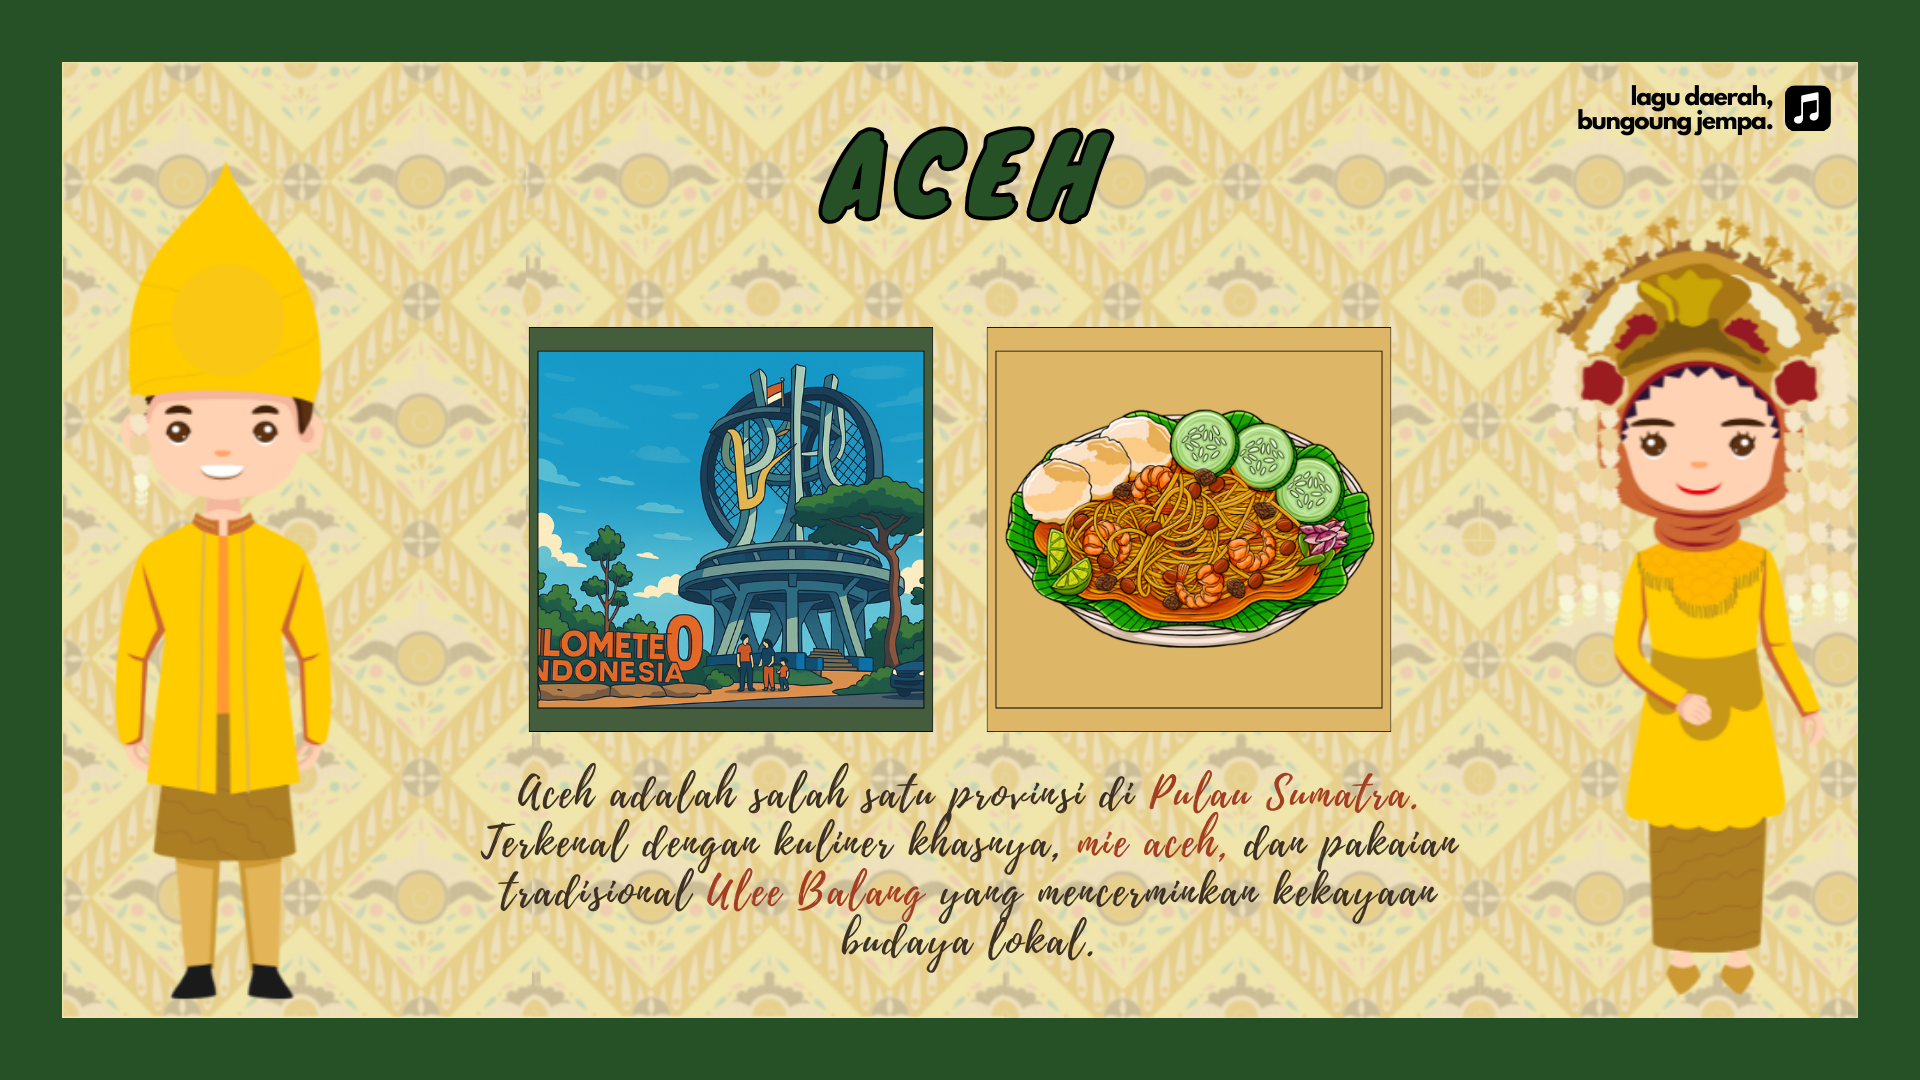 lagu daerah,
bungoung jempa.
ACEH
ILOMETE 0
NDONESIA
Aceh adalah salah satu provinsi di Pulau Sumatra.
Terkenal dengan kuliner khasnya, mie aceh, dan pakaian
tradisional Ulee Balang yang mencerminkan kekayaan
budaya lokal.